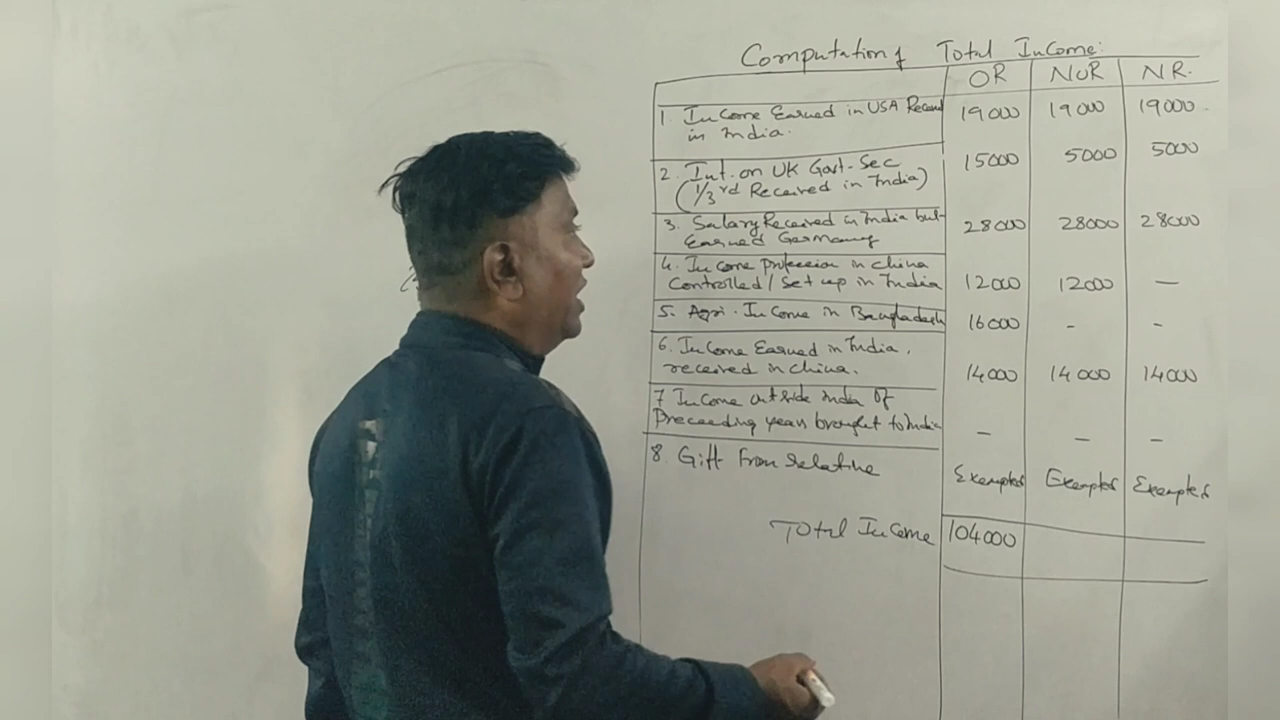 Computation of Total Income:
OR NOR NR.
1. Income Earned in USA Received 19000 19000 19000
in India.
2. Int. on UK Govt-Sec 15000 5000 5000
(1/3rd Received in India)
3. Salary Received in India but 28000 28000 28000
Earned Germany
4. Income profession in China
Controlled / Set up in India 12000 12000 —
5. Agri. Income in Bangladesh 16000 - -
6. Income Earned in India,
received in China. 14000 14000 14000
7 Income outside India of
Preceeding years brought to India - - -
8. Gift From relative Exempted Exempted Exempted
Total Income 104000